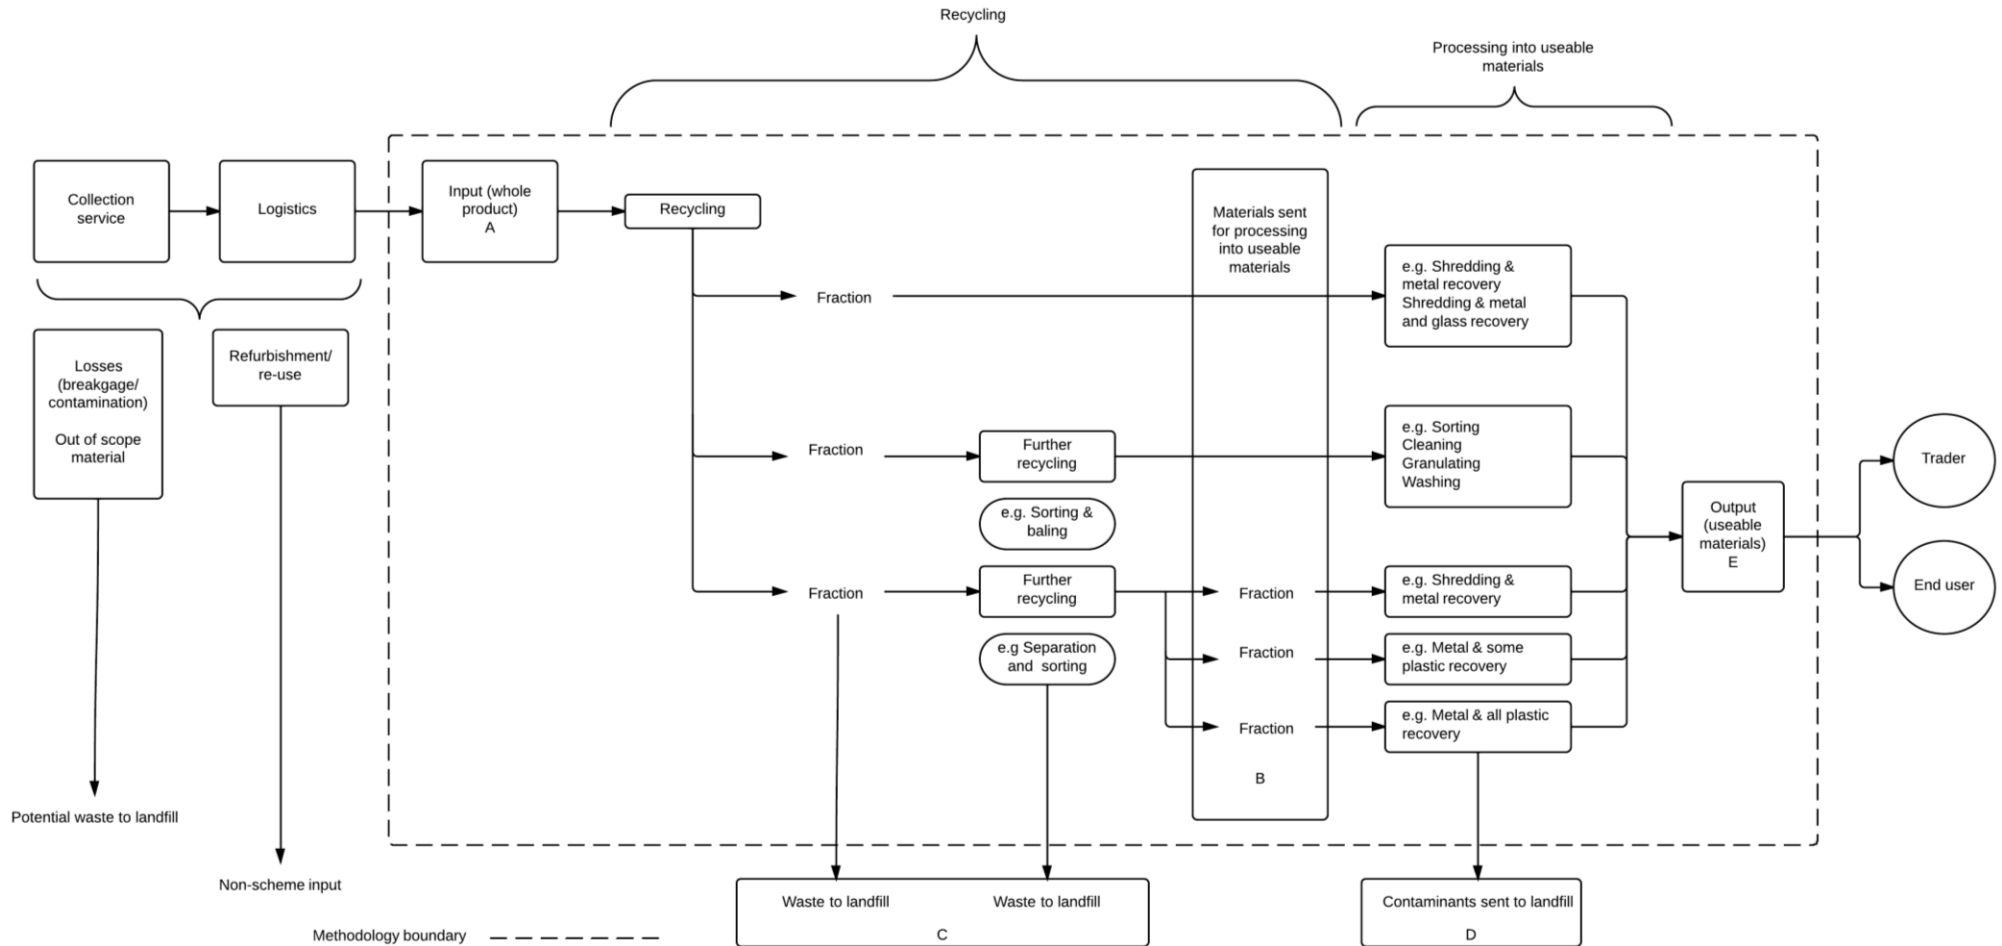 Recycling
Processing into useable
materials
Collection
service
Logistics
Input (whole
product)
A
Recycling
Materials sent
for processing
into useable
materials
Fraction
e.g. Shredding &
metal recovery
Shredding & metal
and glass recovery
Losses
(breakgage/
contamination)
Out of scope
material
Refurbishment/
re-use
Fraction
Further
recycling
e.g. Sorting
Cleaning
Granulating
Washing
e.g. Sorting &
baling
Trader
Output
(useable
materials)
E
End user
Fraction
Further
recycling
Fraction
e.g. Shredding &
metal recovery
e.g Separation
and sorting
Fraction
e.g. Metal & some
plastic recovery
Fraction
e.g. Metal & all plastic
recovery
B
Potential waste to landfill
Non-scheme input
Waste to landfill
Waste to landfill
C
Contaminants sent to landfill
D
Methodology boundary